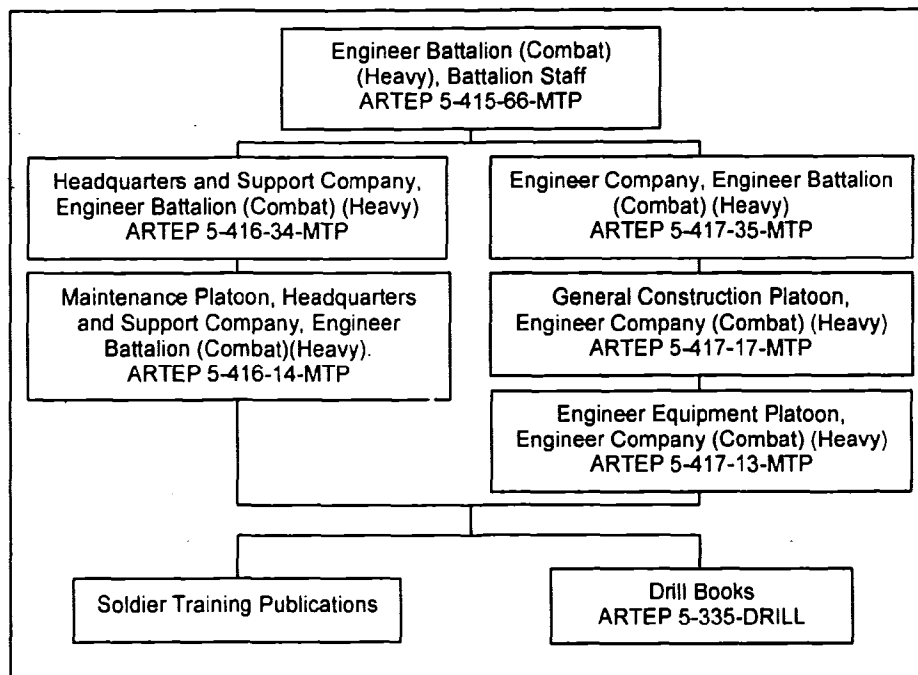 Engineer Battalion (Combat)
(Heavy), Battalion Staff
ARTEP 5-415-66-MTP
Headquarters and Support Company,
Engineer Battalion (Combat) (Heavy)
ARTEP 5-416-34-MTP
Engineer Company, Engineer Battalion
(Combat) (Heavy)
ARTEP 5-417-35-MTP
Maintenance Platoon, Headquarters
and Support Company, Engineer
Battalion (Combat)(Heavy).
ARTEP 5-416-14-MTP
General Construction Platoon,
Engineer Company (Combat) (Heavy)
ARTEP 5-417-17-MTP
Engineer Equipment Platoon,
Engineer Company (Combat) (Heavy)
ARTEP 5-417-13-MTP
Soldier Training Publications
Drill Books
ARTEP 5-335-DRILL